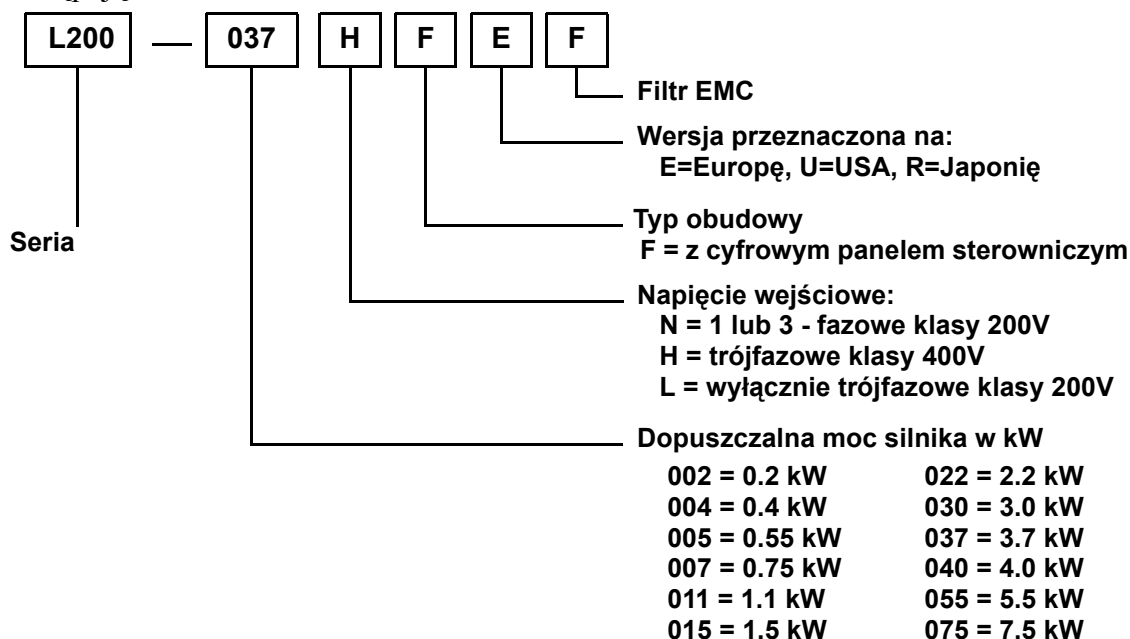 L200 — 037 H F E F
Filtr EMC
Wersja przeznaczona na:
E=Europę, U=USA, R=Japonię
Typ obudowy
F = z cyfrowym panelem sterowniczym
Seria
Napięcie wejściowe:
N = 1 lub 3 - fazowe klasy 200V
H = trójfazowe klasy 400V
L = wyłącznie trójfazowe klasy 200V
Dopuszczalna moc silnika w kW
002 = 0.2 kW 022 = 2.2 kW
004 = 0.4 kW 030 = 3.0 kW
005 = 0.55 kW 037 = 3.7 kW
007 = 0.75 kW 040 = 4.0 kW
011 = 1.1 kW 055 = 5.5 kW
015 = 1.5 kW 075 = 7.5 kW